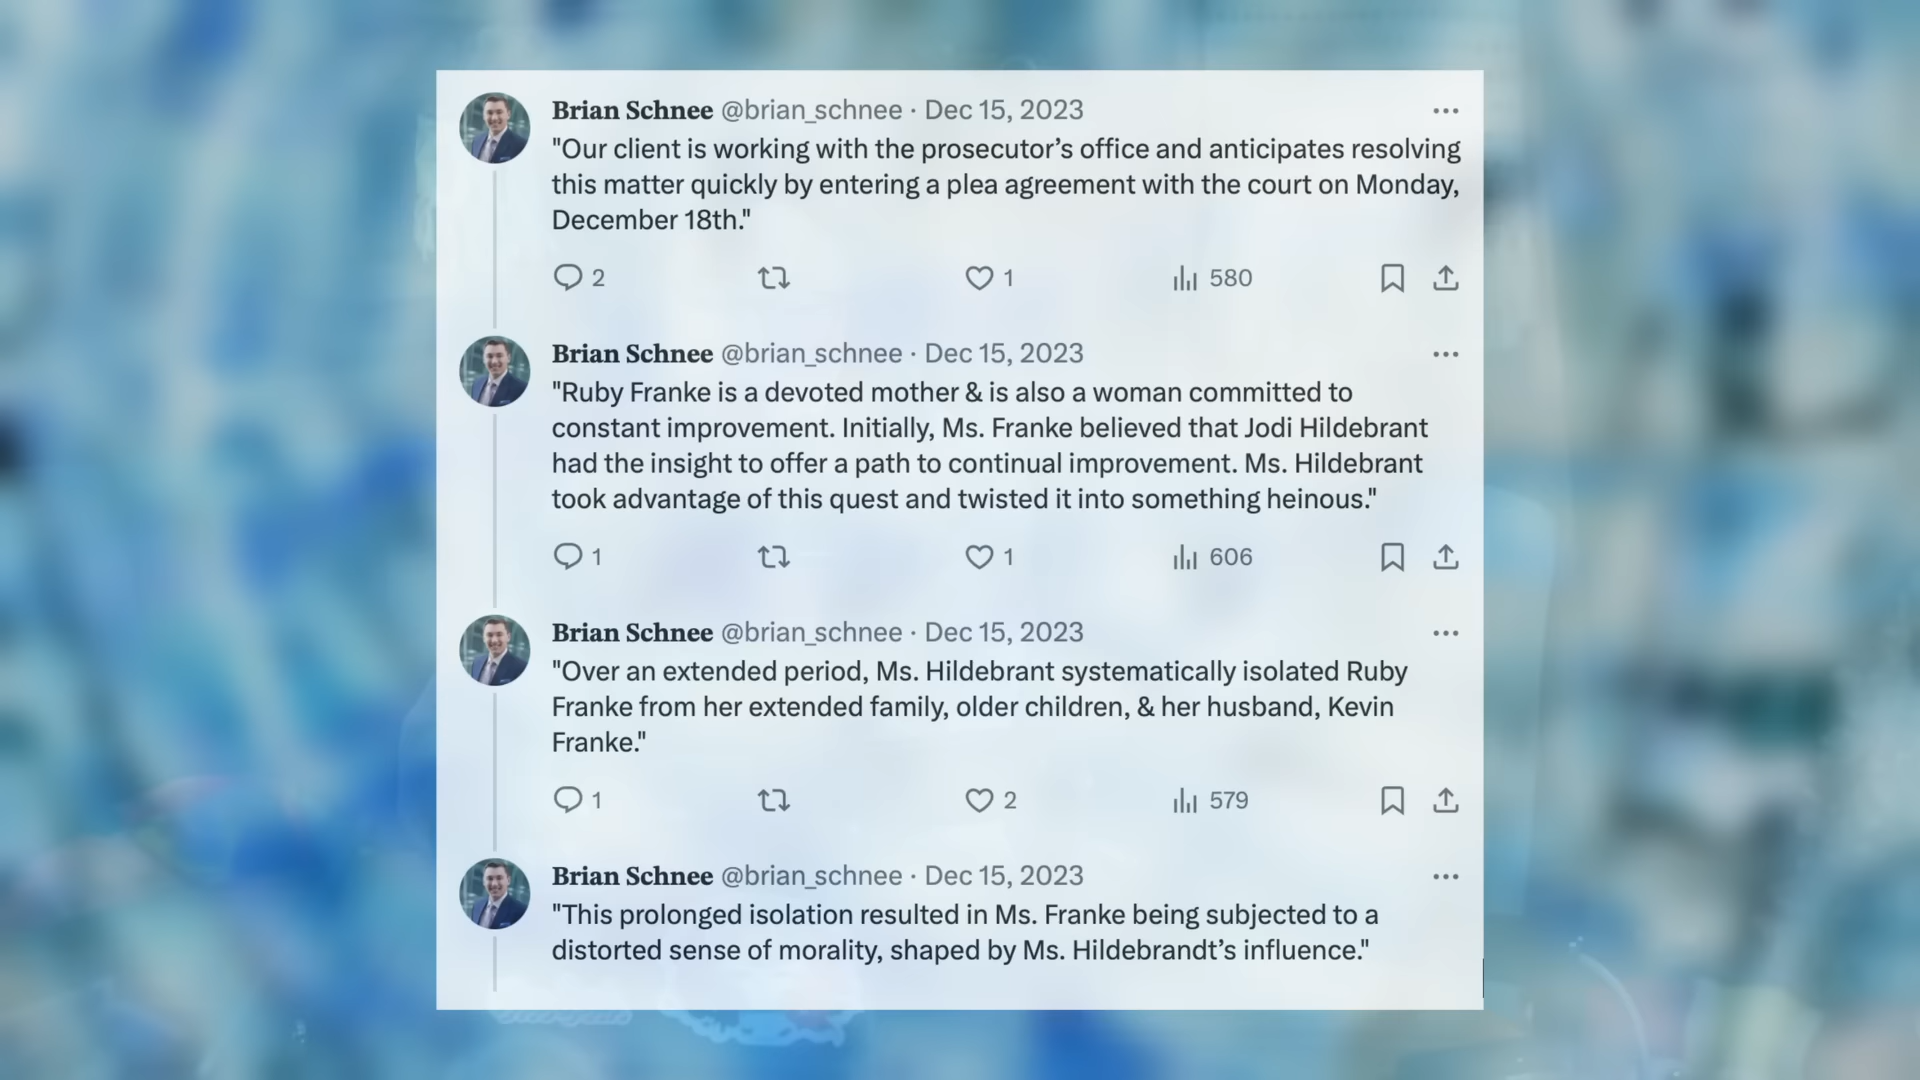 Brian Schnee @brian_schnee · Dec 15, 2023
"Our client is working with the prosecutor’s office and anticipates resolving
this matter quickly by entering a plea agreement with the court on Monday,
December 18th."
2 1 580
Brian Schnee @brian_schnee · Dec 15, 2023
"Ruby Franke is a devoted mother & is also a woman committed to
constant improvement. Initially, Ms. Franke believed that Jodi Hildebrant
had the insight to offer a path to continual improvement. Ms. Hildebrant
took advantage of this quest and twisted it into something heinous."
1 1 606
Brian Schnee @brian_schnee · Dec 15, 2023
"Over an extended period, Ms. Hildebrant systematically isolated Ruby
Franke from her extended family, older children, & her husband, Kevin
Franke."
1 2 579
Brian Schnee @brian_schnee · Dec 15, 2023
"This prolonged isolation resulted in Ms. Franke being subjected to a
distorted sense of morality, shaped by Ms. Hildebrandt’s influence."